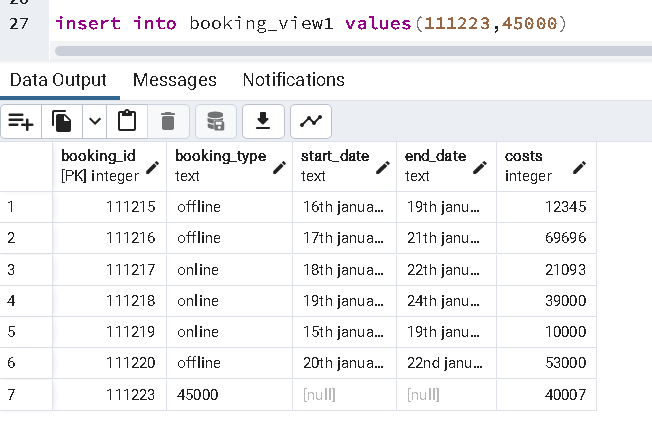 27 insert into booking_view1 values(111223,45000)
Data Output Messages Notifications
booking_id booking_type start_date end_date costs
[PK] integer text text text integer
1 111215 offline 16th janua... 19th janu... 12345
2 111216 offline 17th janua... 21th janu... 69696
3 111217 online 18th janua... 22th janu... 21093
4 111218 online 19th janua... 24th janu... 39000
5 111219 online 15th janua... 19th janu... 10000
6 111220 offline 20th janua... 22nd janu... 53000
7 111223 45000 [null] [null] 40007